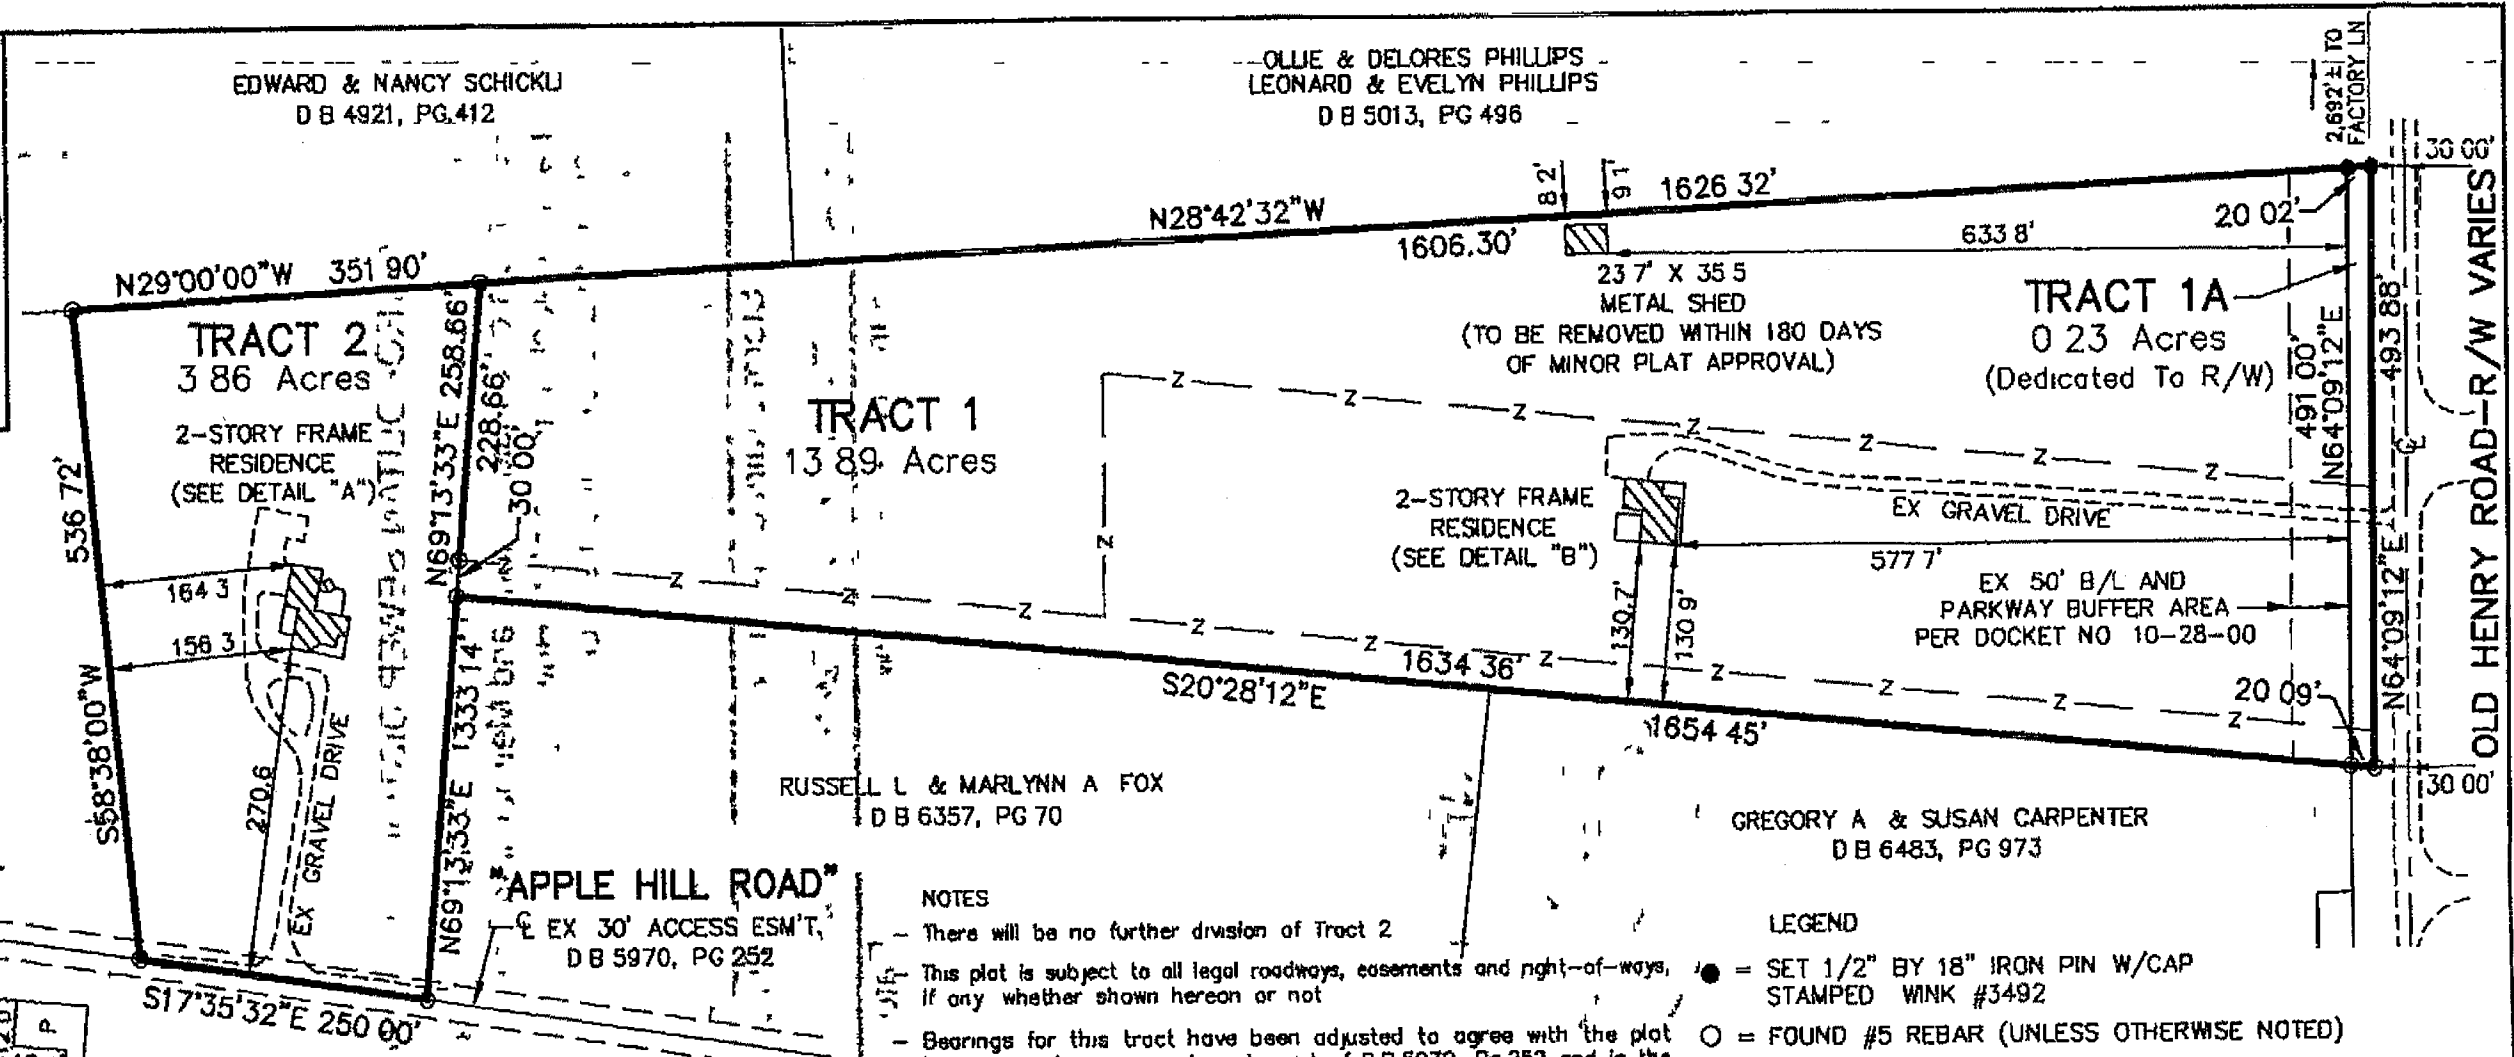 EDWARD & NANCY SCHICKLI
D B 4921, PG.412
OLLIE & DELORES PHILLIPS
LEONARD & EVELYN PHILLIPS
D B 5013, PG 496
2,692'± TO
FACTORY LN
30 00'
N29°00'00"W 351 90'
N28°42'32"W
1606.30'
8 2'
9 1'
1626 32'
633 8'
20 02'
23 7' X 35 5
METAL SHED
(TO BE REMOVED WITHIN 180 DAYS
OF MINOR PLAT APPROVAL)
TRACT 1A
0 23 Acres
(Dedicated To R/W)
491 00'
N64°09'12"E
493 88'
N64°09'12"E
OLD HENRY ROAD-R/W VARIES
TRACT 2
3 86 Acres
2-STORY FRAME
RESIDENCE
(SEE DETAIL "A")
536 72'
S58°38'00"W
164 3
156 3
270.6
EX GRAVEL DRIVE
N69°13'33"E 258.66'
228.66'
30 00'
N69°13'33"E 333 14'
TRACT 1
13 89 Acres
Z Z Z Z Z Z Z
Z
Z Z Z Z Z Z Z Z Z Z
2-STORY FRAME
RESIDENCE
(SEE DETAIL "B")
EX GRAVEL DRIVE
577 7'
130.7'
130 9'
EX 50' B/L AND
PARKWAY BUFFER AREA
PER DOCKET NO 10-28-00
1634 36'
S20°28'12"E
1654 45'
20 09'
30 00'
RUSSELL L & MARLYNN A FOX
D B 6357, PG 70
GREGORY A & SUSAN CARPENTER
D B 6483, PG 973
"APPLE HILL ROAD"
℄ EX 30' ACCESS ESM'T,
D B 5970, PG 252
S17°35'32"E 250 00'
P
NOTES
- There will be no further division of Tract 2
- This plat is subject to all legal roadways, easements and right-of-ways,
if any whether shown hereon or not
- Bearings for this tract have been adjusted to agree with the plat
LEGEND
● = SET 1/2" BY 18" IRON PIN W/CAP
STAMPED WINK #3492
O = FOUND #5 REBAR (UNLESS OTHERWISE NOTED)